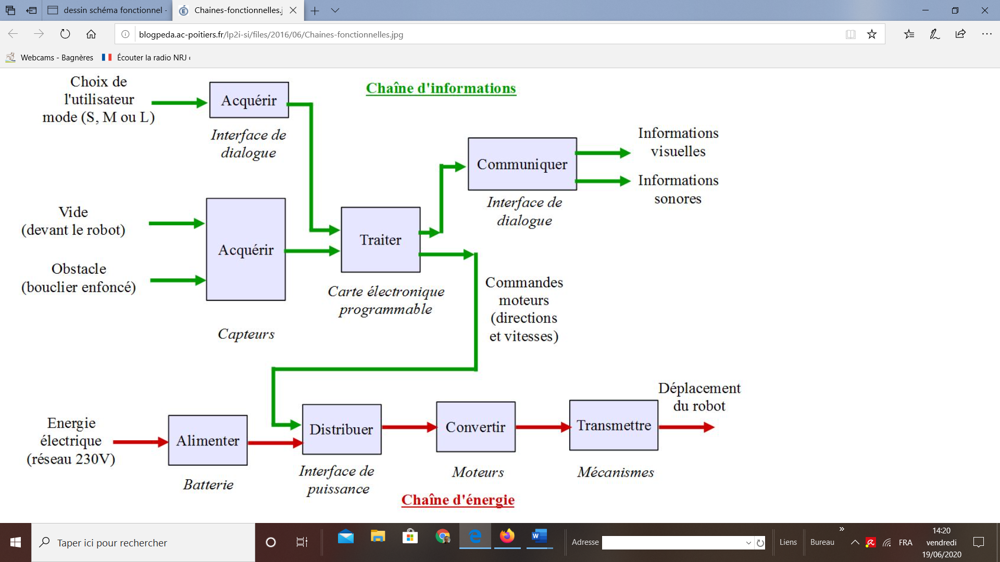 dessin schéma fonctionnel -
Chaines-fonctionnelles.j
blogpeda.ac-poitiers.fr/lp2i-si/files/2016/06/Chaines-fonctionnelles.jpg
Webcams - Bagnères
Écouter la radio NRJ
Choix de
l'utilisateur
mode (S, M ou L)
Acquérir
Interface de
dialogue
Chaîne d'informations
Communiquer
Interface de
dialogue
Informations
visuelles
Informations
sonores
Vide
(devant le robot)
Obstacle
(bouclier enfoncé)
Acquérir
Capteurs
Traiter
Carte électronique
programmable
Commandes
moteurs
(directions
et vitesses)
Energie
électrique
(réseau 230V)
Alimenter
Batterie
Distribuer
Interface de
puissance
Convertir
Moteurs
Transmettre
Mécanismes
Déplacement
du robot
Chaîne d'énergie
Taper ici pour rechercher
Adresse
Liens
Bureau
FRA
14:20
vendredi
19/06/2020